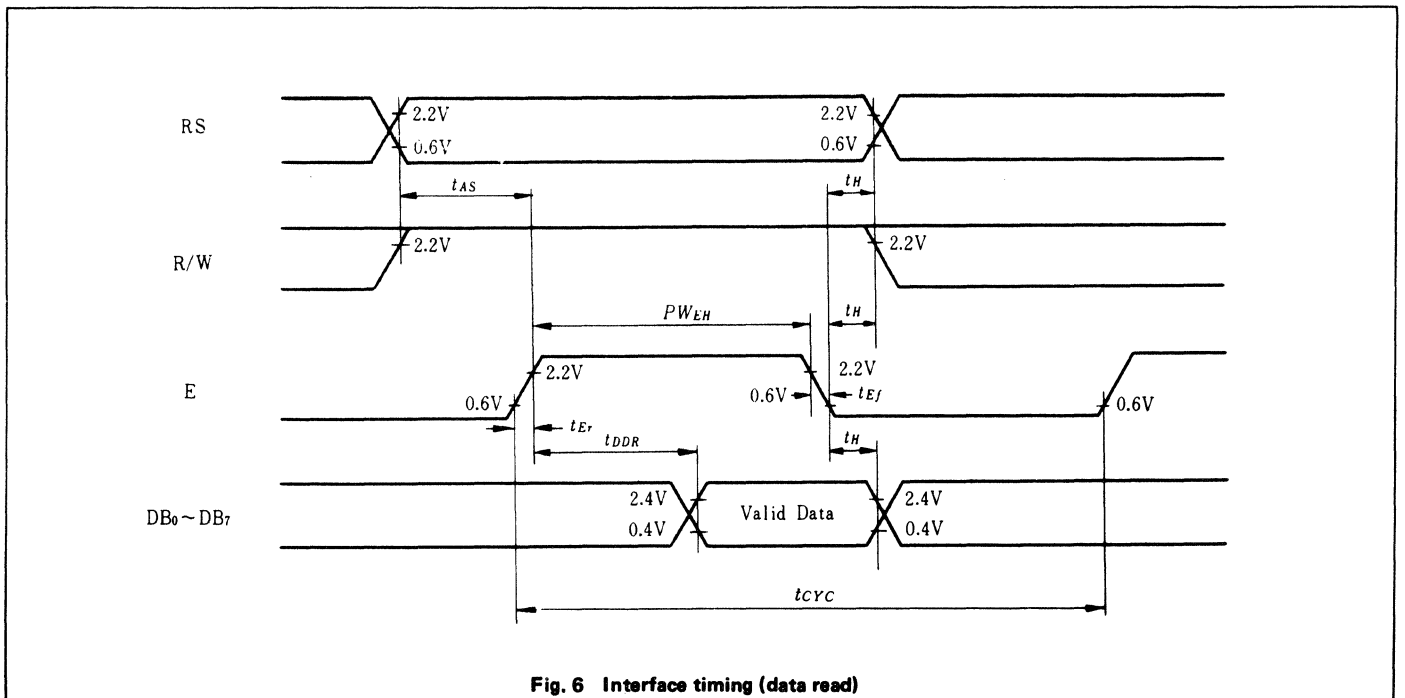 RS
2.2V
0.6V
2.2V
0.6V
tAS
tH
R/W
2.2V
2.2V
PWEH
tH
E
0.6V
2.2V
2.2V
0.6V
tEf
0.6V
tEr
tDDR
tH
DB0~DB7
2.4V
0.4V
Valid Data
2.4V
0.4V
tCYC
Fig. 6 Interface timing (data read)